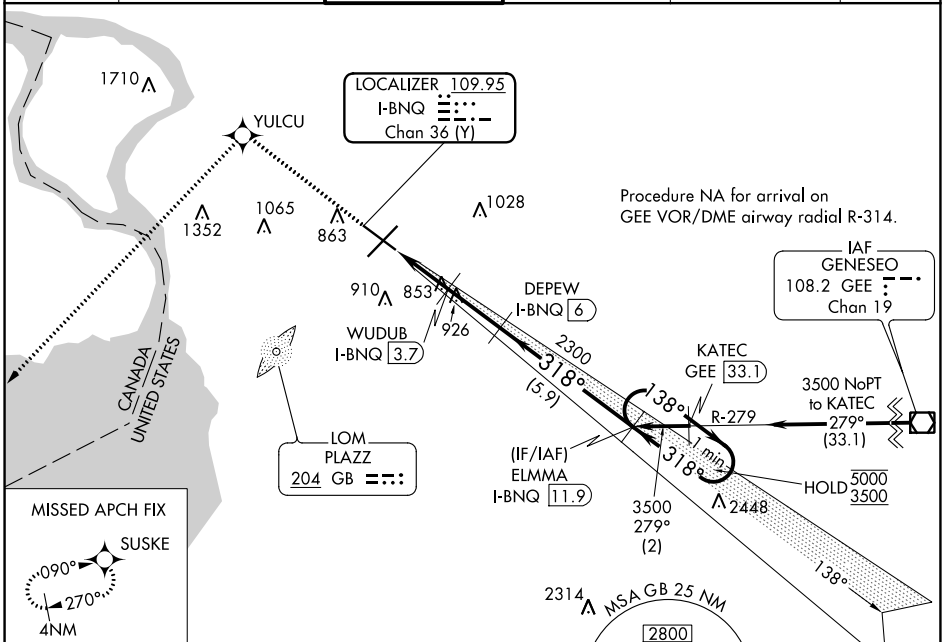 1710
YULCU
LOCALIZER 109.95
I-BNQ
Chan 36 (Y)
1352
1065
863
1028
Procedure NA for arrival on
GEE VOR/DME airway radial R-314.
IAF
GENESEO
108.2 GEE
Chan 19
910
853
926
WUDUB
I-BNQ 3.7
DEPEW
I-BNQ 6
2300
318°
(5.9)
KATEC
GEE 33.1
138°
R-279
3500 NoPT
to KATEC
279°
(33.1)
CANADA
UNITED STATES
LOM
PLAZZ
204 GB
(IF/IAF)
ELMMA
I-BNQ 11.9
1 min
318°
HOLD 5000
3500
3500
279°
(2)
2448
138°
MISSED APCH FIX
SUSKE
090°
270°
4NM
2314
MSA GB 25 NM
2800